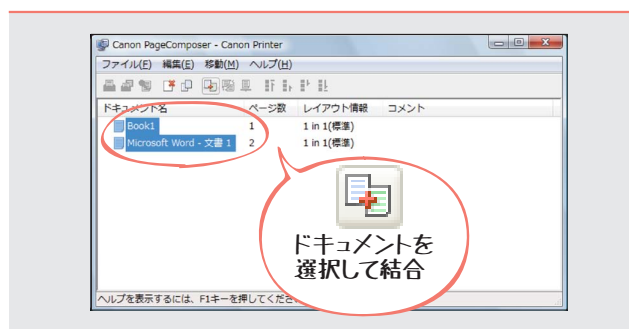 Canon PageComposer - Canon Printer
ファイル(F) 編集(E) 移動(M) ヘルプ(H)
ドキュメント名 ページ数 レイアウト情報 コメント
Book1 1 1 in 1(標準)
Microsoft Word - 文書 1 2 1 in 1(標準)
ドキュメントを
選択して結合
ヘルプを表示するには、F1キーを押してくださ